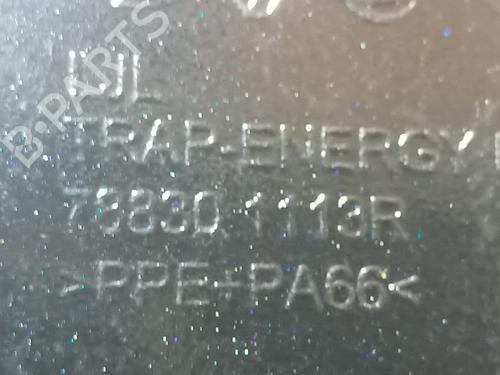 B-PARTS
TRAP-ENERGY
78830 1113R
>PPE+PA66<